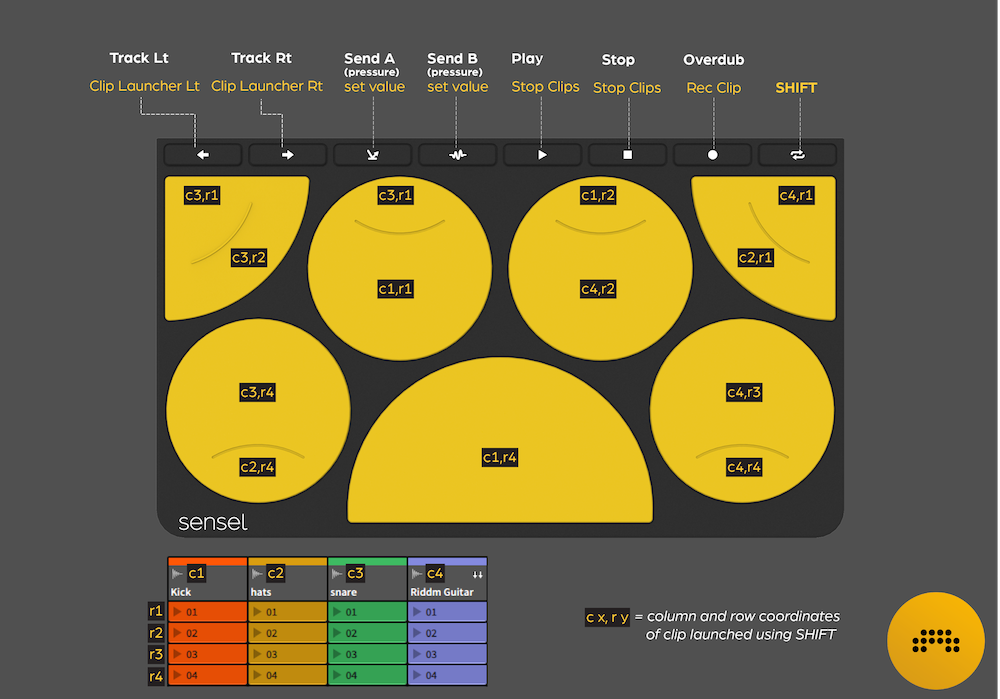 Track Lt
Track Rt
Send A
(pressure)
Send B
(pressure)
Play
Stop
Overdub
Clip Launcher Lt
Clip Launcher Rt
set value
set value
Stop Clips
Stop Clips
Rec Clip
SHIFT
c3,r1
c3,r1
c1,r2
c4,r1
c3,r2
c2,r1
c1,r1
c4,r2
c3,r4
c4,r3
c1,r4
c2,r4
c4,r4
sensel
c1
c2
c3
c4
Kick
hats
snare
Riddm Guitar
r1 01 01 01 01
r2 02 02 02 02
r3 03 03 03 03
r4 04 04 04 04
c x, r y = column and row coordinates
of clip launched using SHIFT